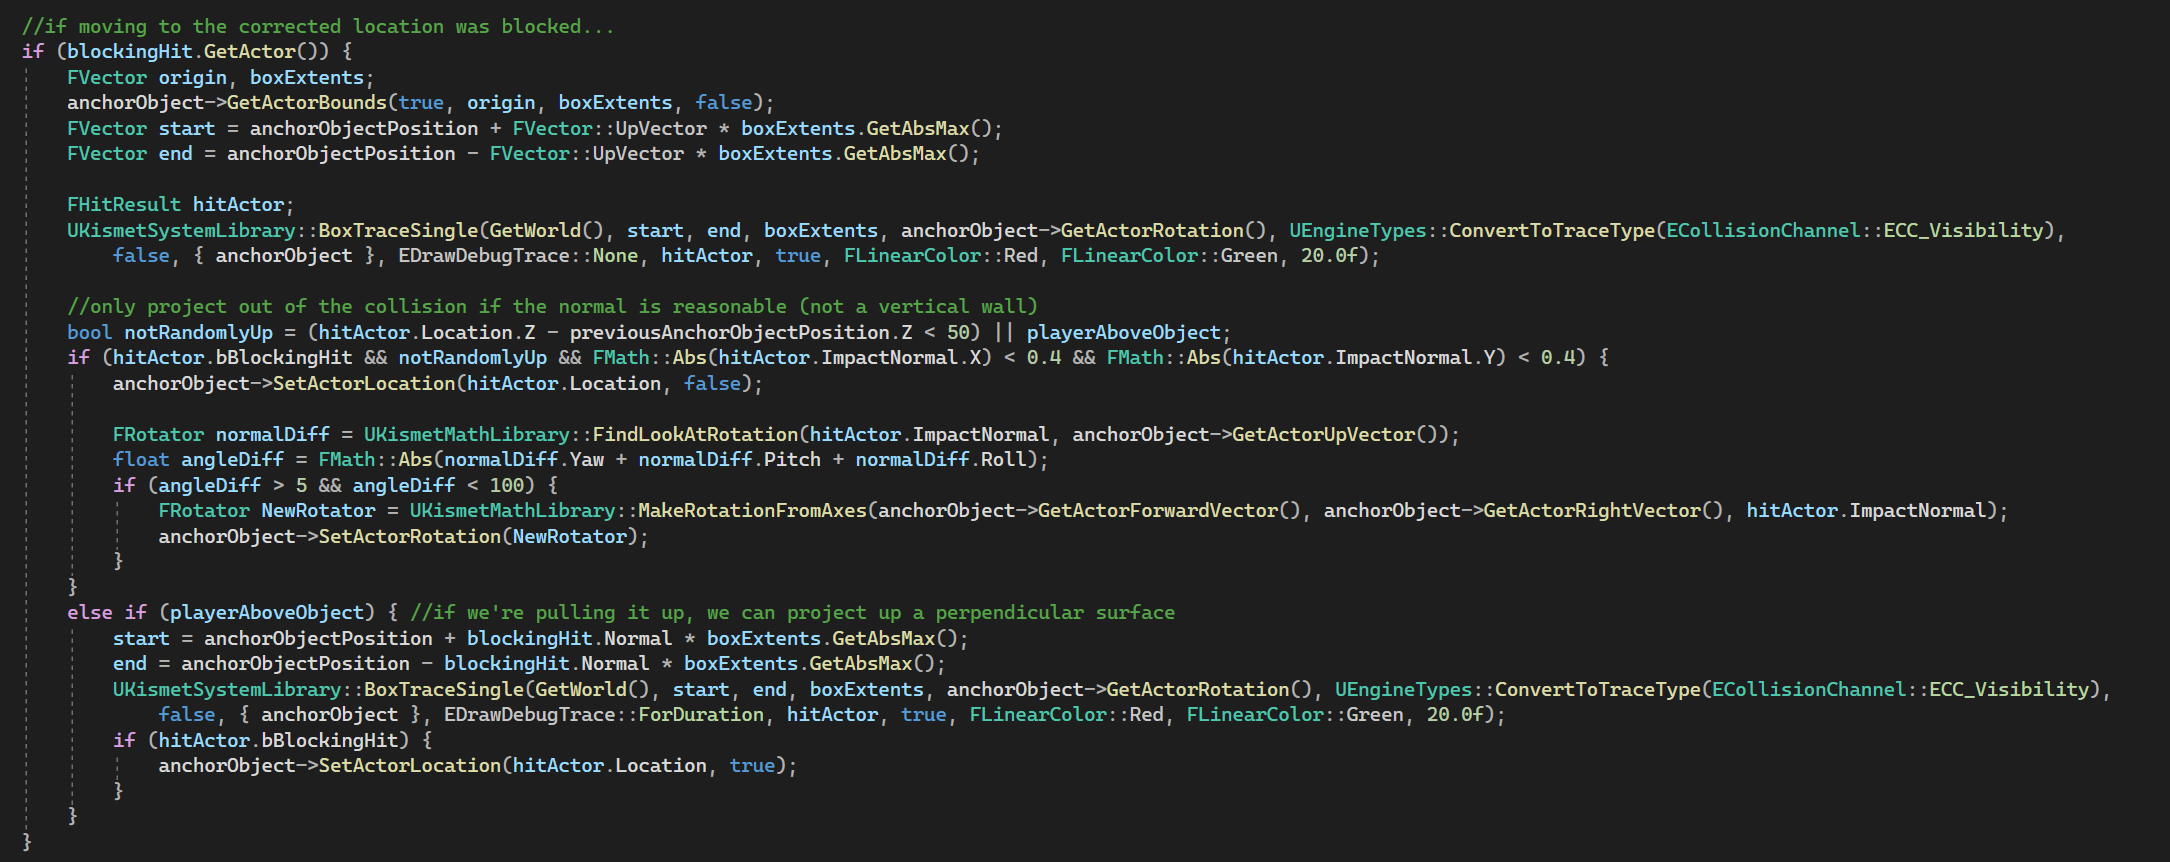 //if moving to the corrected location was blocked...
if (blockingHit.GetActor()) {
    FVector origin, boxExtents;
    anchorObject->GetActorBounds(true, origin, boxExtents, false);
    FVector start = anchorObjectPosition + FVector::UpVector * boxExtents.GetAbsMax();
    FVector end = anchorObjectPosition - FVector::UpVector * boxExtents.GetAbsMax();

    FHitResult hitActor;
    UKismetSystemLibrary::BoxTraceSingle(GetWorld(), start, end, boxExtents, anchorObject->GetActorRotation(), UEngineTypes::ConvertToTraceType(ECollisionChannel::ECC_Visibility),
        false, { anchorObject }, EDrawDebugTrace::None, hitActor, true, FLinearColor::Red, FLinearColor::Green, 20.0f);

    //only project out of the collision if the normal is reasonable (not a vertical wall)
    bool notRandomlyUp = (hitActor.Location.Z - previousAnchorObjectPosition.Z < 50) || playerAboveObject;
    if (hitActor.bBlockingHit && notRandomlyUp && FMath::Abs(hitActor.ImpactNormal.X) < 0.4 && FMath::Abs(hitActor.ImpactNormal.Y) < 0.4) {
        anchorObject->SetActorLocation(hitActor.Location, false);

        FRotator normalDiff = UKismetMathLibrary::FindLookAtRotation(hitActor.ImpactNormal, anchorObject->GetActorUpVector());
        float angleDiff = FMath::Abs(normalDiff.Yaw + normalDiff.Pitch + normalDiff.Roll);
        if (angleDiff > 5 && angleDiff < 100) {
            FRotator NewRotator = UKismetMathLibrary::MakeRotationFromAxes(anchorObject->GetActorForwardVector(), anchorObject->GetActorRightVector(), hitActor.ImpactNormal);
            anchorObject->SetActorRotation(NewRotator);
        }
    }
    else if (playerAboveObject) { //if we're pulling it up, we can project up a perpendicular surface
        start = anchorObjectPosition + blockingHit.Normal * boxExtents.GetAbsMax();
        end = anchorObjectPosition - blockingHit.Normal * boxExtents.GetAbsMax();
        UKismetSystemLibrary::BoxTraceSingle(GetWorld(), start, end, boxExtents, anchorObject->GetActorRotation(), UEngineTypes::ConvertToTraceType(ECollisionChannel::ECC_Visibility),
            false, { anchorObject }, EDrawDebugTrace::ForDuration, hitActor, true, FLinearColor::Red, FLinearColor::Green, 20.0f);
        if (hitActor.bBlockingHit) {
            anchorObject->SetActorLocation(hitActor.Location, true);
        }
    }
}